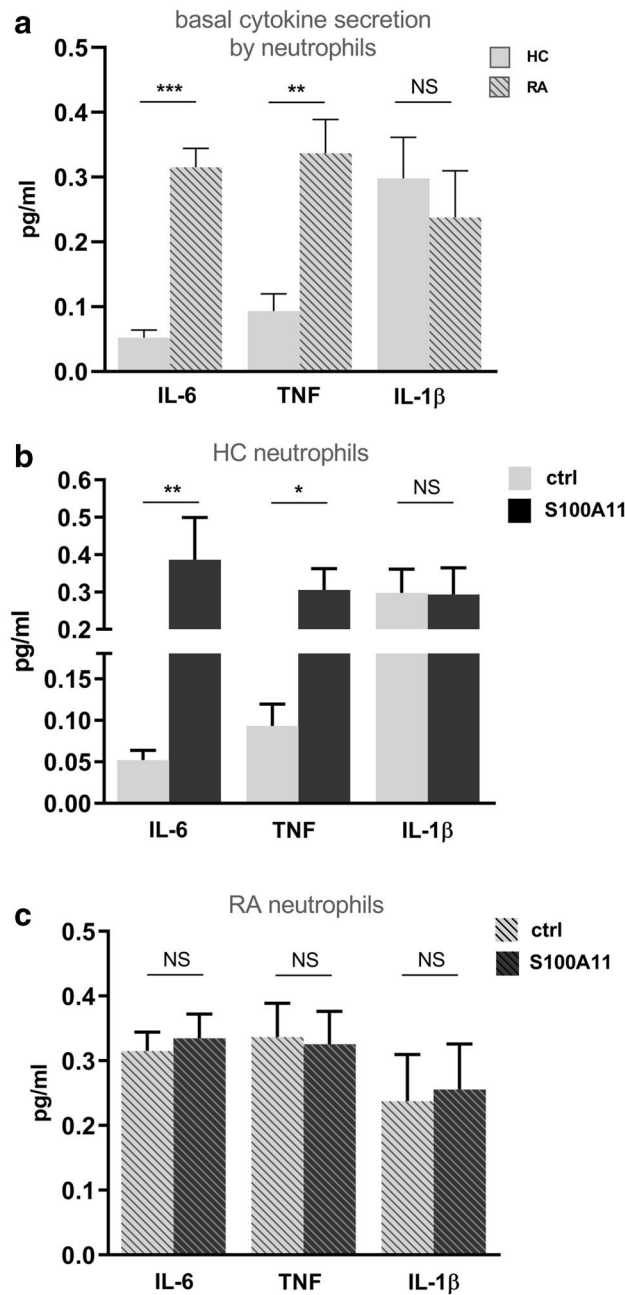 a
basal cytokine secretion
by neutrophils
HC
RA
*** ** NS
pg/ml
0.5
0.4
0.3
0.2
0.1
0.0
IL-6 TNF IL-1β
b
HC neutrophils
ctrl
S100A11
** * NS
pg/ml
0.6
0.5
0.4
0.3
0.2
0.15
0.10
0.05
0.00
IL-6 TNF IL-1β
c
RA neutrophils
ctrl
S100A11
NS NS NS
pg/ml
0.5
0.4
0.3
0.2
0.1
0.0
IL-6 TNF IL-1β